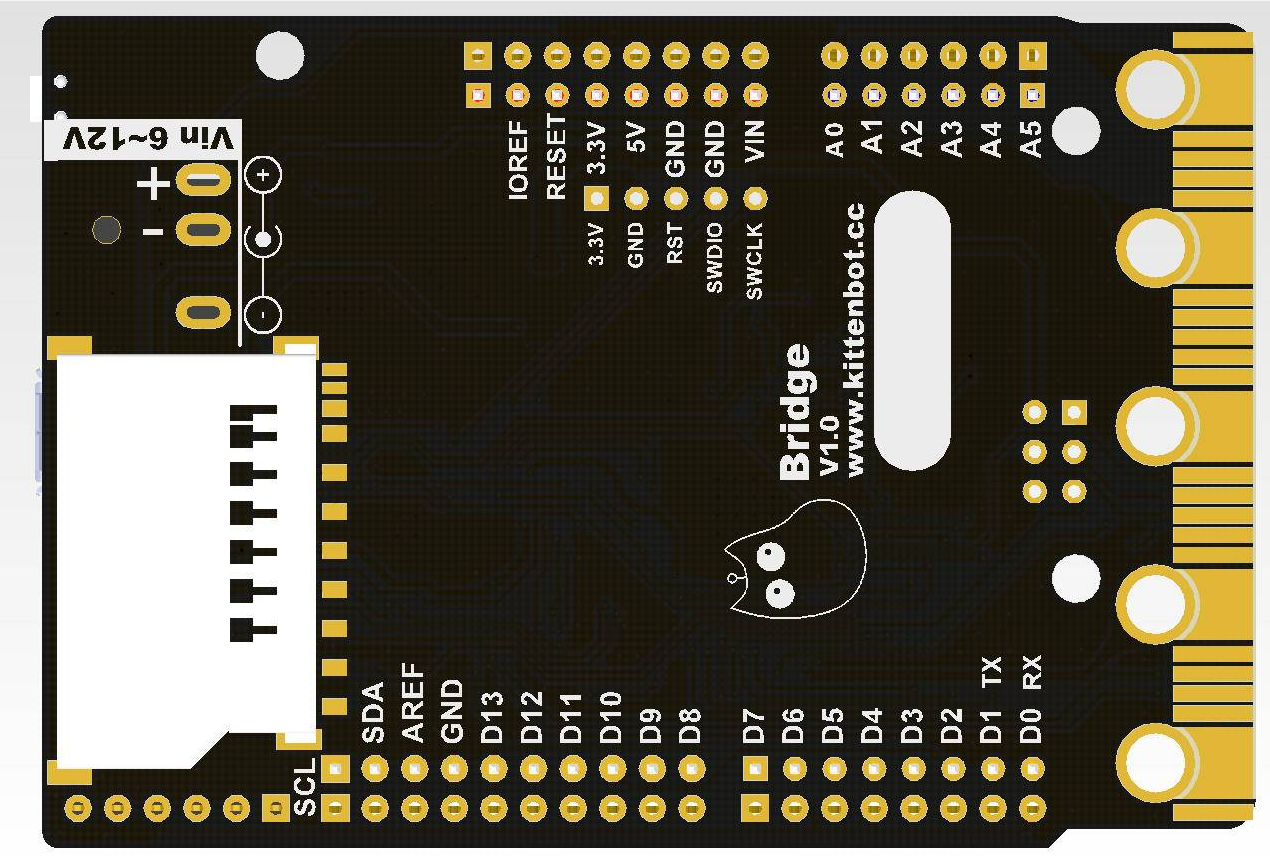 Vin 6~12V
+
-
+
-
IOREF
RESET
3.3V
5V
GND
GND
VIN
A0
A1
A2
A3
A4
A5
3.3V
GND
RST
SWDIO
SWCLK
Bridge
V1.0
www.kittenbot.cc
SCL
SDA
AREF
GND
D13
D12
D11
D10
D9
D8
D7
D6
D5
D4
D3
D2
D1 TX
D0 RX